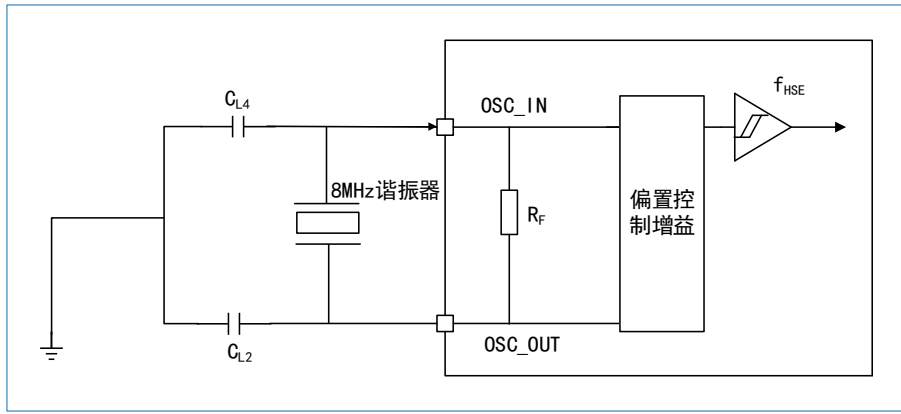 C_L4
OSC_IN
f_HSE
8MHz谐振器
R_F
偏置控
制增益
C_L2
OSC_OUT